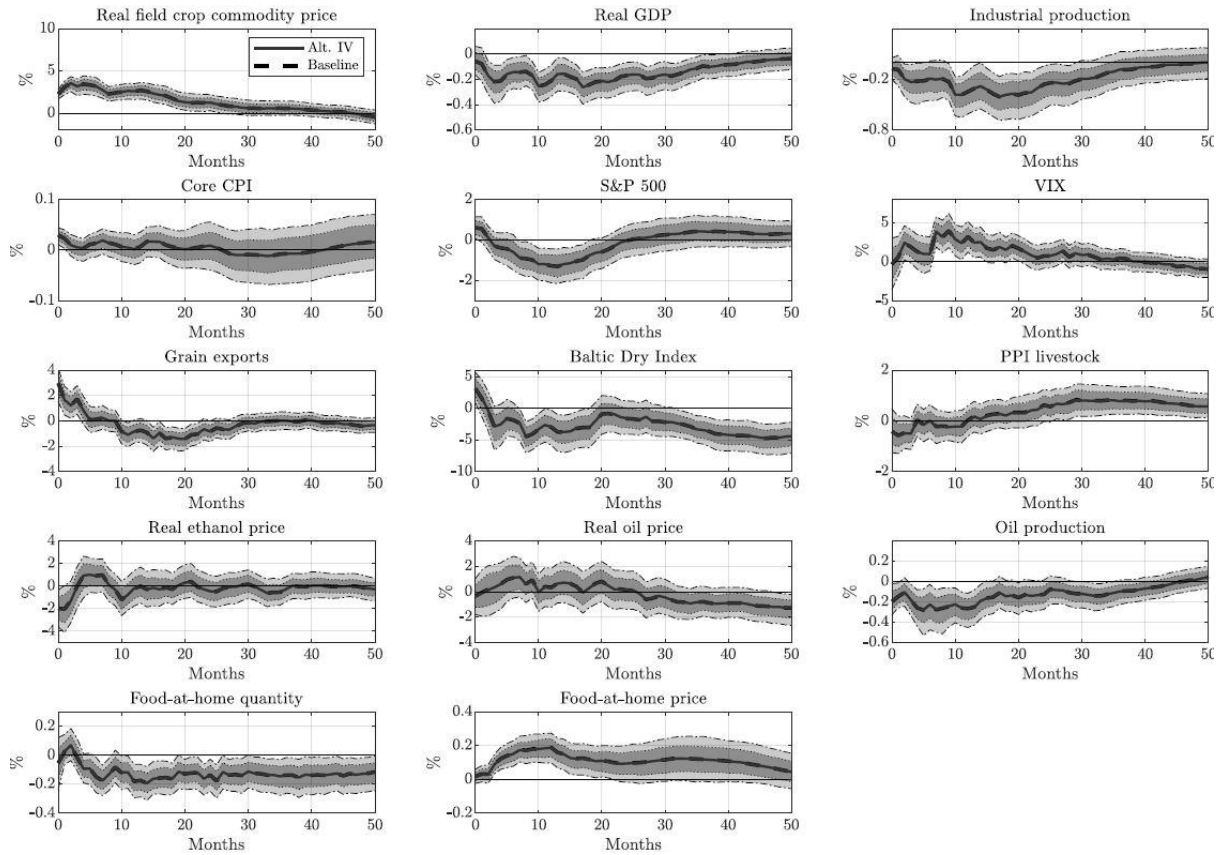 Real field crop commodity price
10
5
0
%
Alt. IV
Baseline
0 10 20 30 40 50
Months
Real GDP
0
-0.2
-0.4
-0.6
%
0 10 20 30 40 50
Months
Industrial production
-0.2
-0.8
%
0 10 20 30 40 50
Months
Core CPI
0.1
0
-0.1
%
0 10 20 30 40 50
Months
S&P 500
2
0
-2
%
0 10 20 30 40 50
Months
VIX
5
0
-5
%
0 10 20 30 40 50
Months
Grain exports
4
2
0
-2
-4
%
0 10 20 30 40 50
Months
Baltic Dry Index
5
0
-5
-10
%
0 10 20 30 40 50
Months
PPI livestock
2
0
2
%
0 10 20 30 40 50
Months
Real ethanol price
4
2
0
-2
-4
%
0 10 20 30 40 50
Months
Real oil price
4
2
0
-2
4
%
0 10 20 30 40 50
Months
Oil production
0.2
0
-0.2
-0.4
-0.6
%
0 10 20 30 40 50
Months
Food-at-home quantity
0.2
0
-0.2
-0.4
%
0 10 20 30 40 50
Months
Food-at-home price
0.4
0.2
0
0.2
%
0 10 20 30 40 50
Months